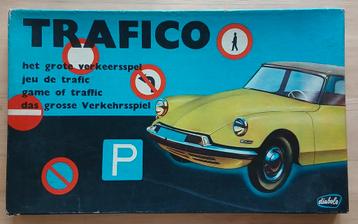 TRAFICO
het grote verkeersspel
jeu de trafic
game of traffic
das grosse Verkehrsspiel
P
diabolo